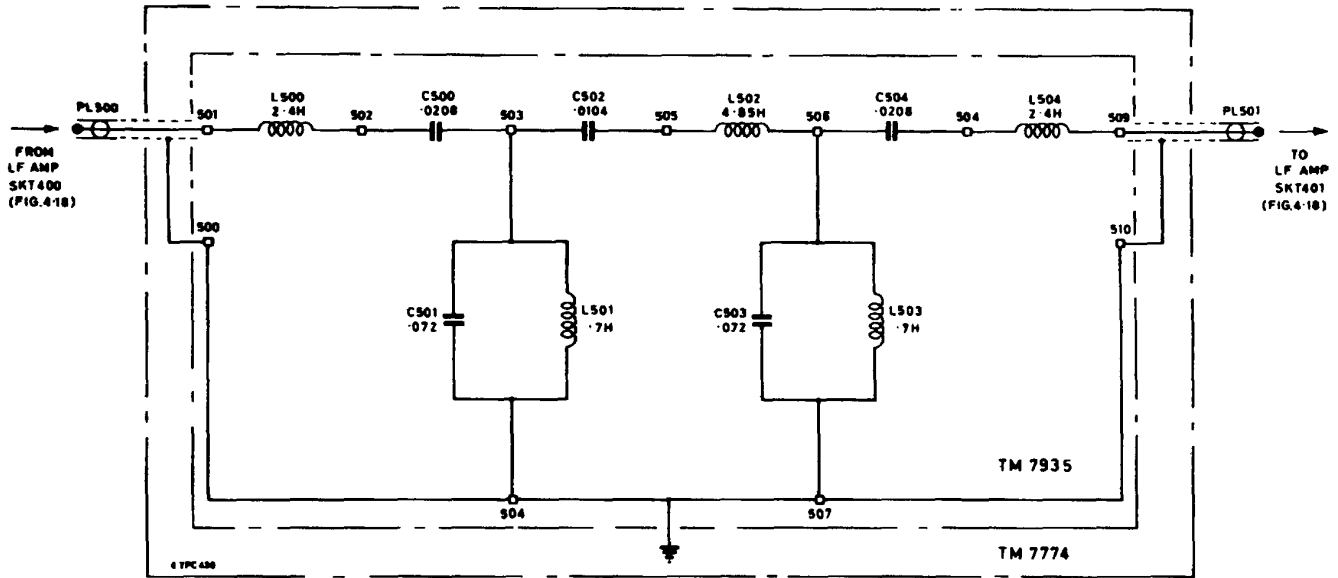 PL500
FROM
LF AMP
SKT400
(FIG.4·18)
501
L500
2·4H
502
C500
·0208
503
C502
·0104
505
L502
4·85H
506
C504
·0208
504
L504
2·4H
509
PL501
TO
LF AMP
SKT401
(FIG.4·18)
500
510
C501
·072
L501
·7H
C503
·072
L503
·7H
504
507
TM 7935
TM 7774